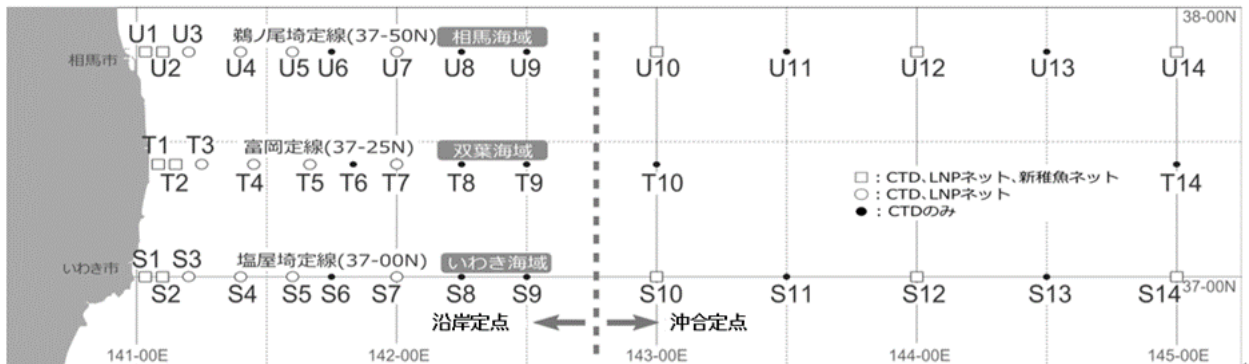 38-00N
U1 U3 鵜ノ尾埼定線(37-50N) 相馬海域
相馬市
U2 U4 U5 U6 U7 U8 U9 U10 U11 U12 U13 U14
T1 T3 富岡定線(37-25N) 双葉海域
T2 T4 T5 T6 T7 T8 T9 T10 T14
□：CTD、LNPネット、新稚魚ネット
○：CTD、LNPネット
●：CTDのみ
S1 S3 塩屋埼定線(37-00N) いわき海域
いわき市
S2 S4 S5 S6 S7 S8 S9 S10 S11 S12 S13 S14
37-00N
沿岸定点 沖合定点
141-00E 142-00E 143-00E 144-00E 145-00E